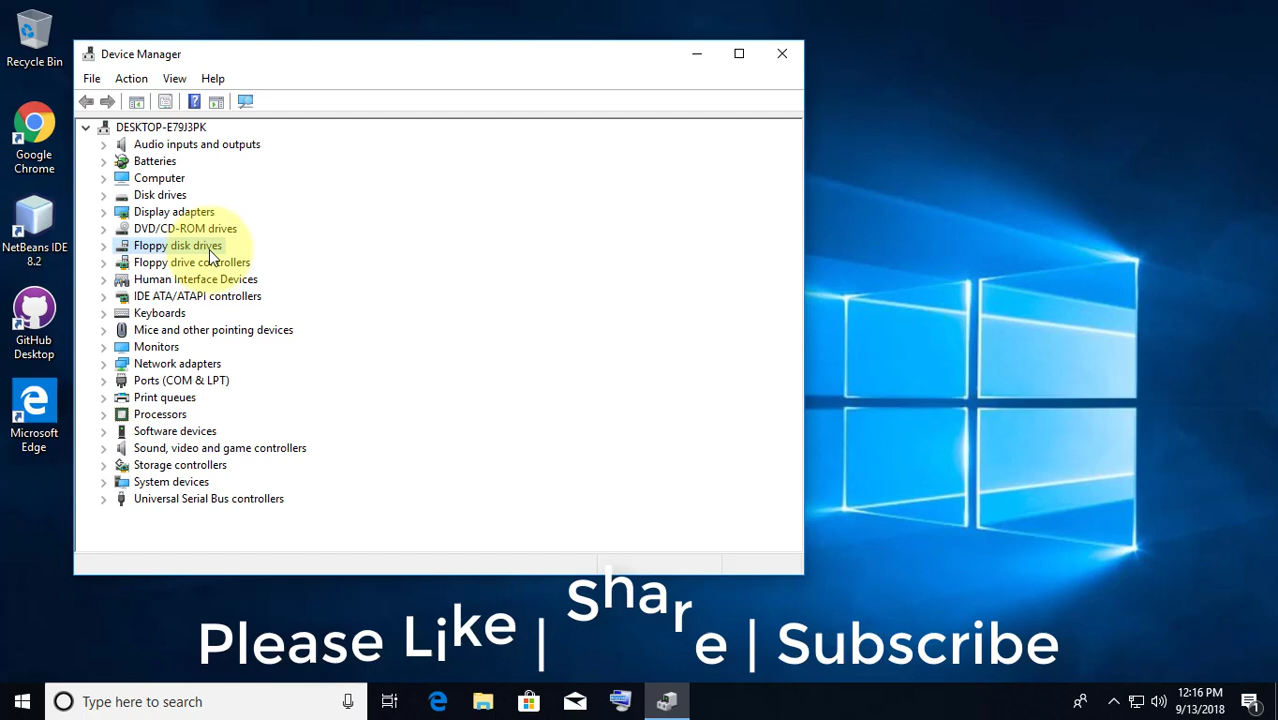 Recycle Bin
Google
Chrome
NetBeans IDE
8.2
GitHub
Desktop
Microsoft
Edge
Device Manager
File Action View Help
DESKTOP-E79J3PK
Audio inputs and outputs
Batteries
Computer
Disk drives
Display adapters
DVD/CD-ROM drives
Floppy disk drives
Floppy drive controllers
Human Interface Devices
IDE ATA/ATAPI controllers
Keyboards
Mice and other pointing devices
Monitors
Network adapters
Ports (COM & LPT)
Print queues
Processors
Software devices
Sound, video and game controllers
Storage controllers
System devices
Universal Serial Bus controllers
Please Like | Share | Subscribe
Type here to search
12:16 PM
9/13/2018
1